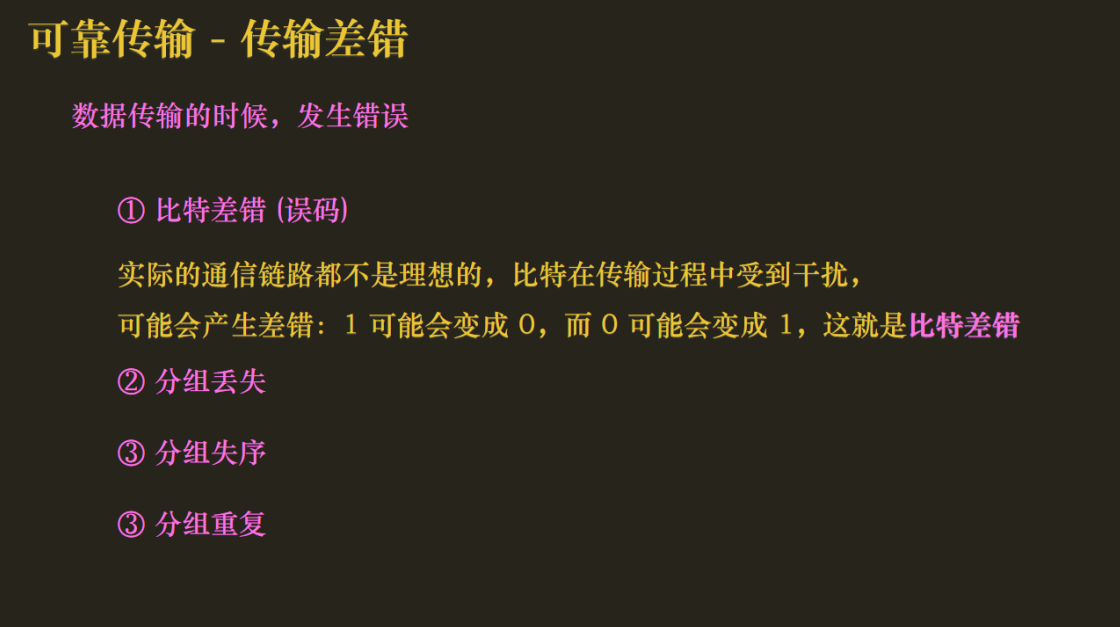 可靠传输 - 传输差错
数据传输的时候，发生错误
① 比特差错 (误码)
实际的通信链路都不是理想的，比特在传输过程中受到干扰，
可能会产生差错：1 可能会变成 0，而 0 可能会变成 1，这就是比特差错
② 分组丢失
③ 分组失序
③ 分组重复